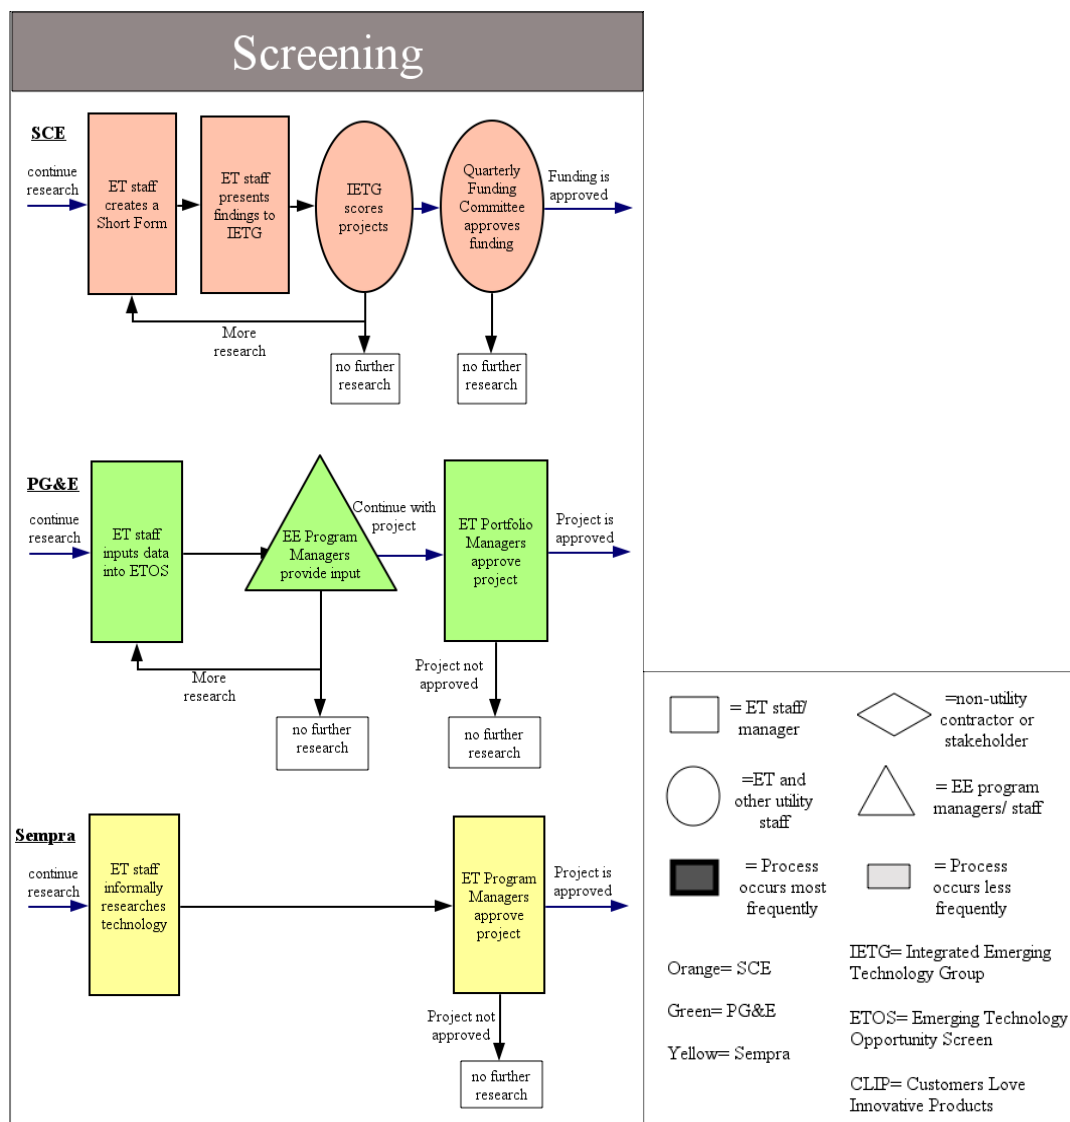 Screening
SCE
continue
research
ET staff
creates a
Short Form
ET staff
presents
findings to
IETG
IETG
scores
projects
Quarterly
Funding
Committee
approves
funding
Funding is
approved
More
research
no further
research
no further
research
PG&E
continue
research
ET staff
inputs data
into ETOS
EE Program
Managers
provide input
Continue with
project
ET Portfolio
Managers
approve
project
Project is
approved
More
research
Project not
approved
no further
research
no further
research
Sempra
continue
research
ET staff
informally
researches
technology
ET Program
Managers
approve
project
Project is
approved
Project not
approved
no further
research
= ET staff/
manager
=non-utility
contractor or
stakeholder
=ET and
other utility
staff
= EE program
managers/ staff
= Process
occurs most
frequently
= Process
occurs less
frequently
Orange= SCE
Green= PG&E
Yellow= Sempra
IETG= Integrated Emerging
Technology Group
ETOS= Emerging Technology
Opportunity Screen
CLIP= Customers Love
Innovative Products